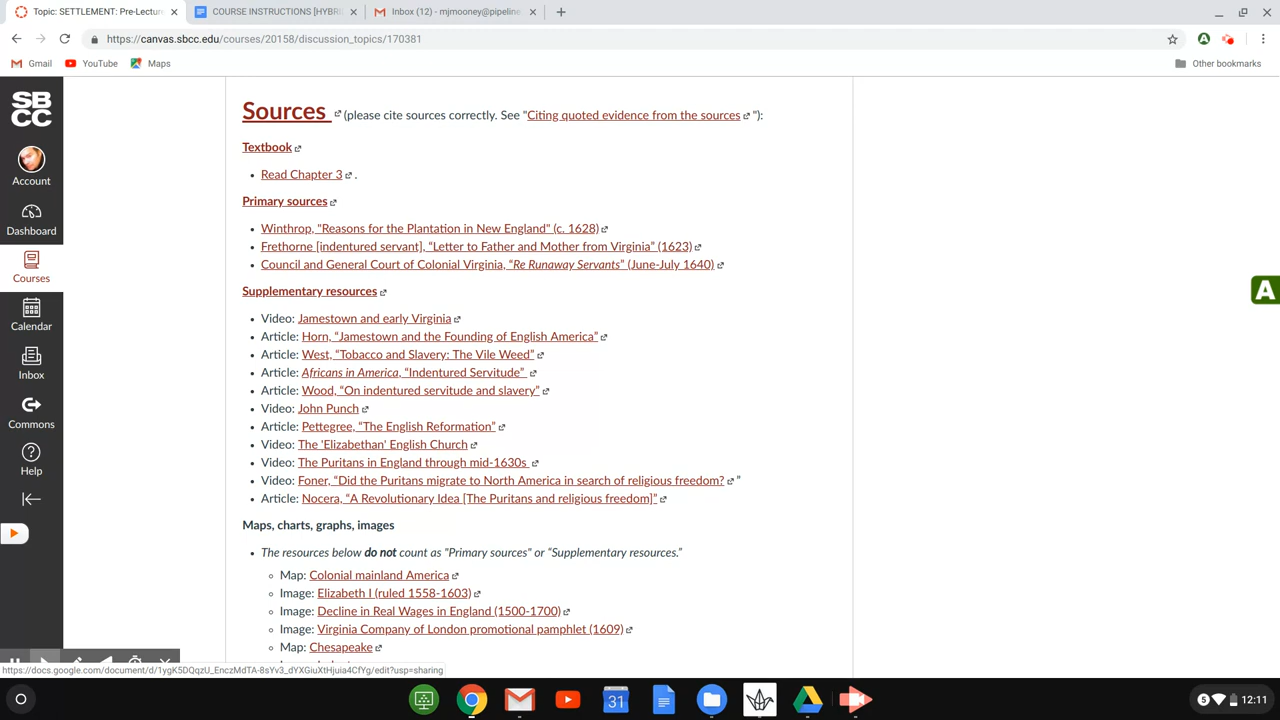 Topic: SETTLEMENT: Pre-Lectur
COURSE INSTRUCTIONS [HYBRI
Inbox (12) - mjmooney@pipeline
https://canvas.sbcc.edu/courses/20158/discussion_topics/170381
Gmail YouTube Maps Other bookmarks
SB
CC
Account
Dashboard
Courses
Calendar
Inbox
Commons
Help
Sources (please cite sources correctly. See "Citing quoted evidence from the sources "):
Textbook
Read Chapter 3 .
Primary sources
Winthrop, "Reasons for the Plantation in New England" (c. 1628)
Frethorne [indentured servant], “Letter to Father and Mother from Virginia” (1623)
Council and General Court of Colonial Virginia, “Re Runaway Servants” (June-July 1640)
Supplementary resources
Video: Jamestown and early Virginia
Article: Horn, “Jamestown and the Founding of English America”
Article: West, “Tobacco and Slavery: The Vile Weed”
Article: Africans in America, “Indentured Servitude”
Article: Wood, “On indentured servitude and slavery”
Video: John Punch
Article: Pettegree, “The English Reformation”
Video: The 'Elizabethan' English Church
Video: The Puritans in England through mid-1630s
Video: Foner, “Did the Puritans migrate to North America in search of religious freedom? ”
Article: Nocera, “A Revolutionary Idea [The Puritans and religious freedom]”
Maps, charts, graphs, images
The resources below do not count as "Primary sources" or “Supplementary resources.”
Map: Colonial mainland America
Image: Elizabeth I (ruled 1558-1603)
Image: Decline in Real Wages in England (1500-1700)
Image: Virginia Company of London promotional pamphlet (1609)
Map: Chesapeake
A
https://docs.google.com/document/d/1ygK5DQqzU_EnczMdTA-8sYv3_dYXGiuXtHjuia4CfYg/edit?usp=sharing
31
5 12:11